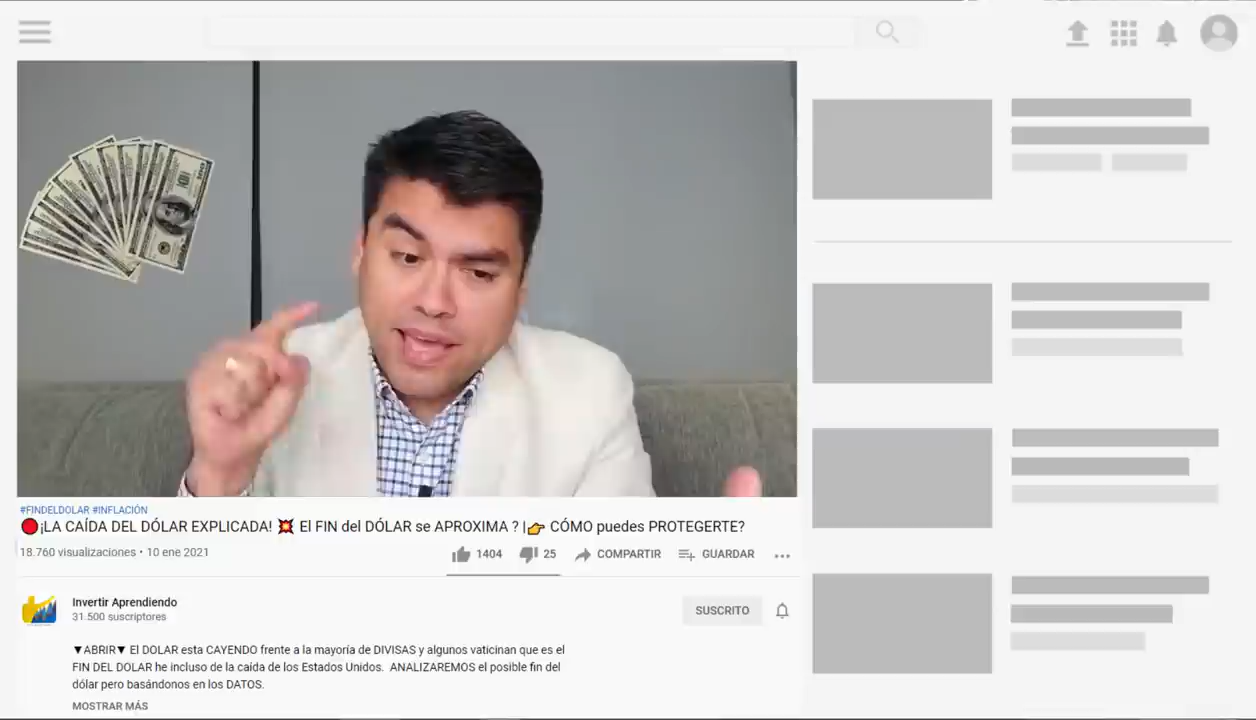 #FINDELDOLAR #INFLACIÓN
🔴¡LA CAÍDA DEL DÓLAR EXPLICADA! 💥 El FIN del DÓLAR se APROXIMA ? |👉 CÓMO puedes PROTEGERTE?
18.760 visualizaciones • 10 ene 2021
1404
25
COMPARTIR
GUARDAR
Invertir Aprendiendo
31.500 suscriptores
SUSCRITO
▼ABRIR▼ El DOLAR esta CAYENDO frente a la mayoría de DIVISAS y algunos vaticinan que es el
FIN DEL DOLAR he incluso de la caída de los Estados Unidos. ANALIZAREMOS el posible fin del
dólar pero basándonos en los DATOS.
MOSTRAR MÁS